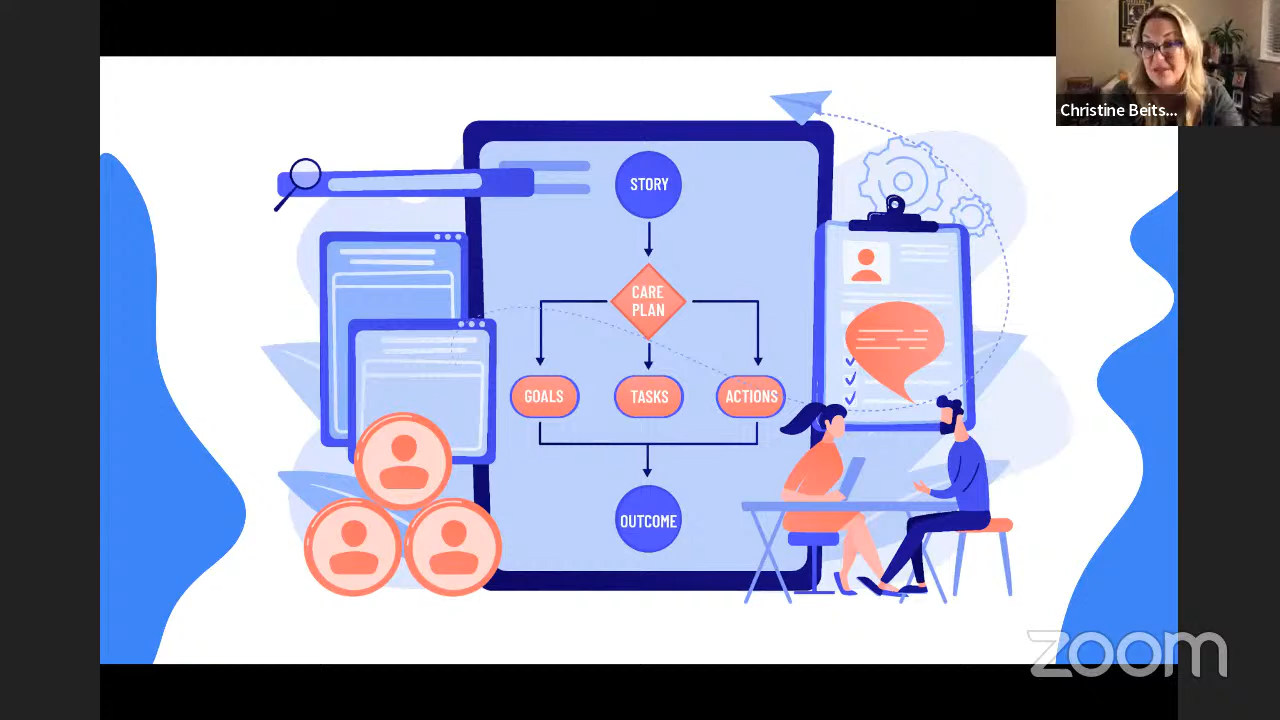 Christine Beits...
STORY
CARE
PLAN
GOALS
TASKS
ACTIONS
OUTCOME
zoom